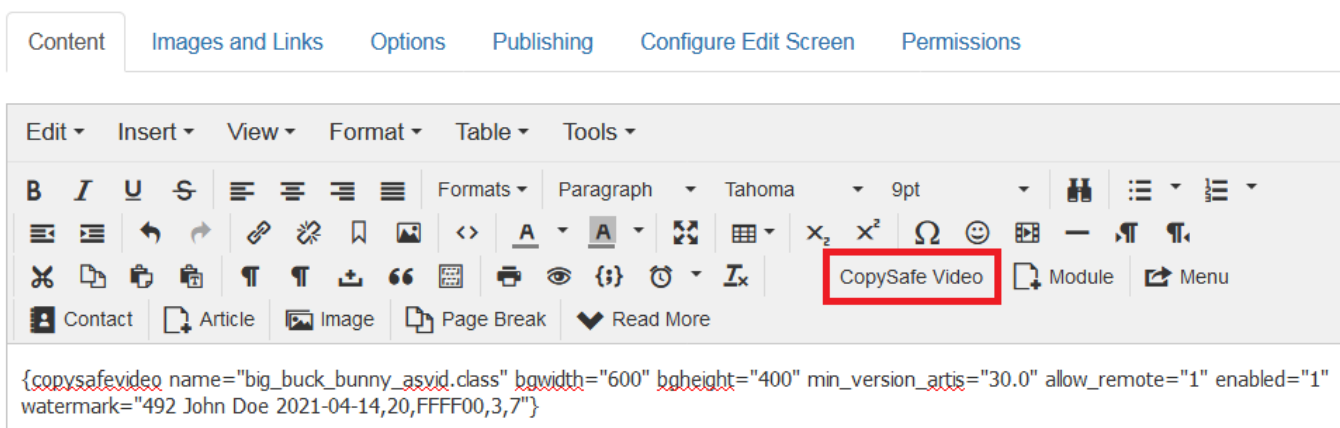 Content Images and Links Options Publishing Configure Edit Screen Permissions
Edit Insert View Format Table Tools
B I U S Formats Paragraph Tahoma 9pt
A A X₂ X² Ω
{;} Tx CopySafe Video Module Menu
Contact Article Image Page Break Read More
{copysafevideo name="big_buck_bunny_asvid.class" bgwidth="600" bgheight="400" min_version_artis="30.0" allow_remote="1" enabled="1"
watermark="492 John Doe 2021-04-14,20,FFFF00,3,7"}